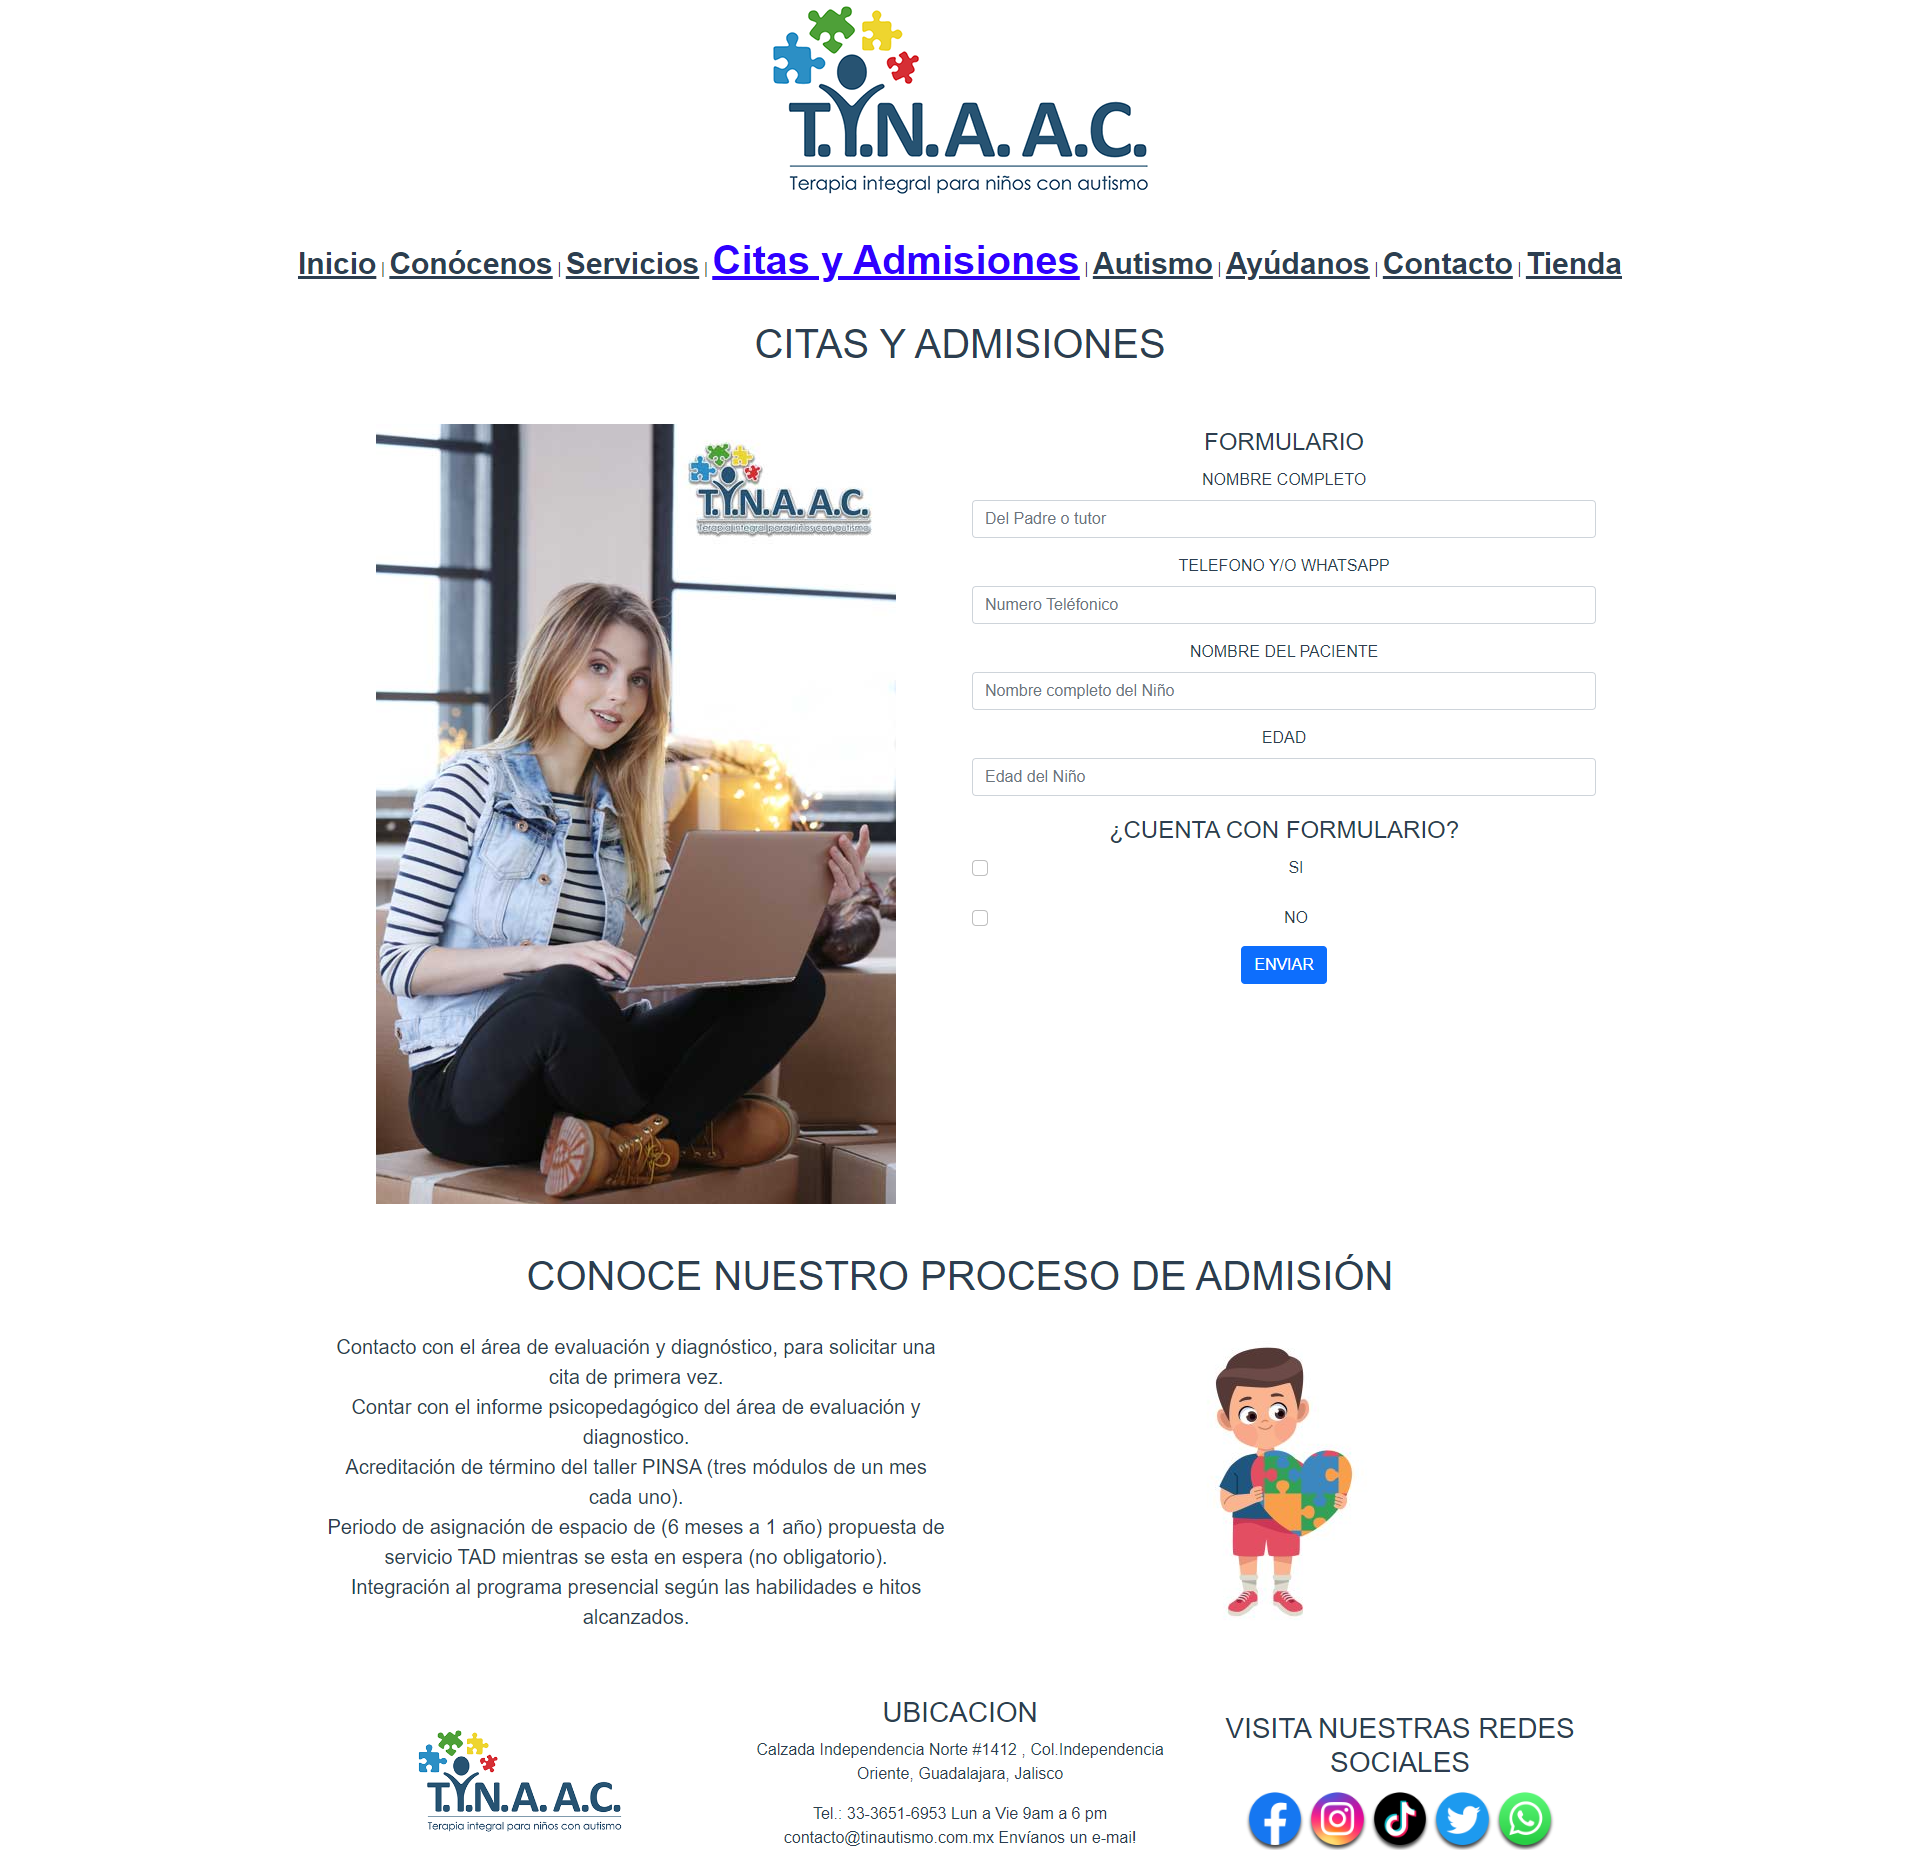 T.I.N.A. A.C.
Terapia integral para niños con autismo
Inicio | Conócenos | Servicios | Citas y Admisiones | Autismo | Ayúdanos | Contacto | Tienda
CITAS Y ADMISIONES
T.I.N.A. A.C.
Terapia integral para niños con autismo
FORMULARIO
NOMBRE COMPLETO
Del Padre o tutor
TELEFONO Y/O WHATSAPP
Numero Teléfonico
NOMBRE DEL PACIENTE
Nombre completo del Niño
EDAD
Edad del Niño
¿CUENTA CON FORMULARIO?
SI
NO
ENVIAR
CONOCE NUESTRO PROCESO DE ADMISIÓN
Contacto con el área de evaluación y diagnóstico, para solicitar una
cita de primera vez.
Contar con el informe psicopedagógico del área de evaluación y
diagnostico.
Acreditación de término del taller PINSA (tres módulos de un mes
cada uno).
Periodo de asignación de espacio de (6 meses a 1 año) propuesta de
servicio TAD mientras se esta en espera (no obligatorio).
Integración al programa presencial según las habilidades e hitos
alcanzados.
T.I.N.A. A.C.
Terapia integral para niños con autismo
UBICACION
Calzada Independencia Norte #1412 , Col.Independencia
Oriente, Guadalajara, Jalisco
Tel.: 33-3651-6953 Lun a Vie 9am a 6 pm
contacto@tinautismo.com.mx Envíanos un e-mail
VISITA NUESTRAS REDES
SOCIALES